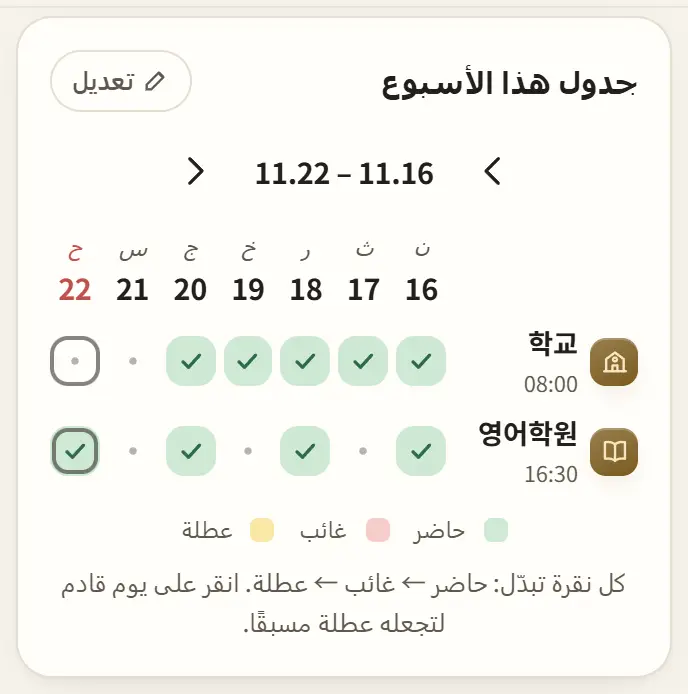 جدول هذا الأسبوع
تعديل
11.16 – 11.22
ن ث ر خ ج س ح
16 17 18 19 20 21 22
학교
08:00
영어학원
16:30
حاضر غائب عطلة
كل نقرة تبدّل: حاضر ← غائب ← عطلة. انقر على يوم قادم
لتجعله عطلة مسبقًا.